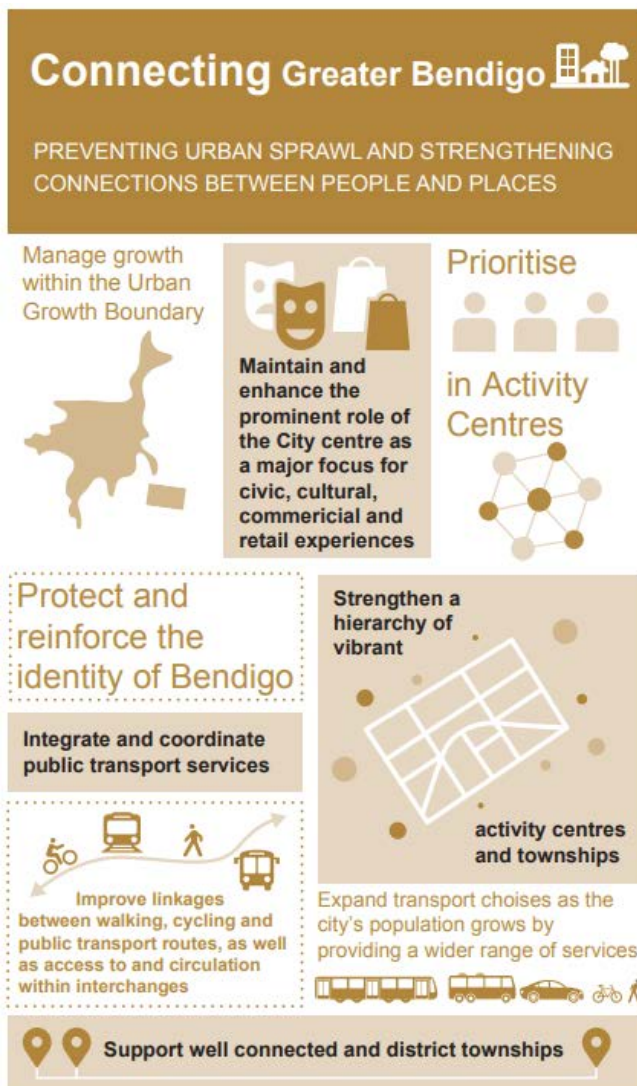 Connecting Greater Bendigo
PREVENTING URBAN SPRAWL AND STRENGTHENING
CONNECTIONS BETWEEN PEOPLE AND PLACES
Manage growth
within the Urban
Growth Boundary
Maintain and
enhance the
prominent role of
the City centre as
a major focus for
civic, cultural,
commericial and
retail experiences
Prioritise
in Activity
Centres
Protect and
reinforce the
identity of Bendigo
Integrate and coordinate
public transport services
Improve linkages
between walking, cycling and
public transport routes, as well
as access to and circulation
within interchanges
Strengthen a
hierarchy of
vibrant
activity centres
and townships
Expand transport choises as the
city's population grows by
providing a wider range of services
Support well connected and district townships